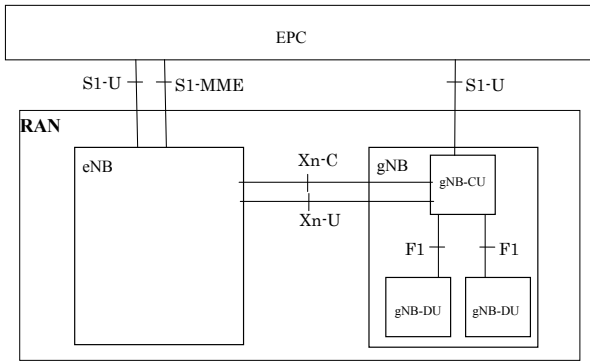 EPC
S1-U
S1-MME
S1-U
RAN
eNB
Xn-C
gNB
gNB-CU
Xn-U
F1
F1
gNB-DU
gNB-DU